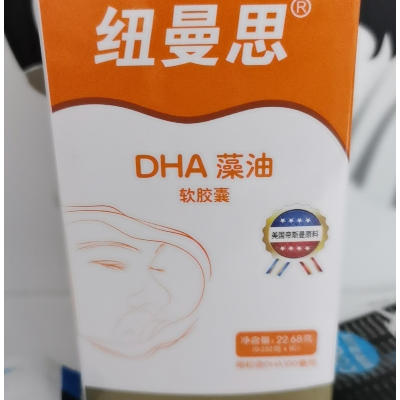 纽曼思®
DHA 藻油
软胶囊
美国帝斯曼原料
净含量：22.68克